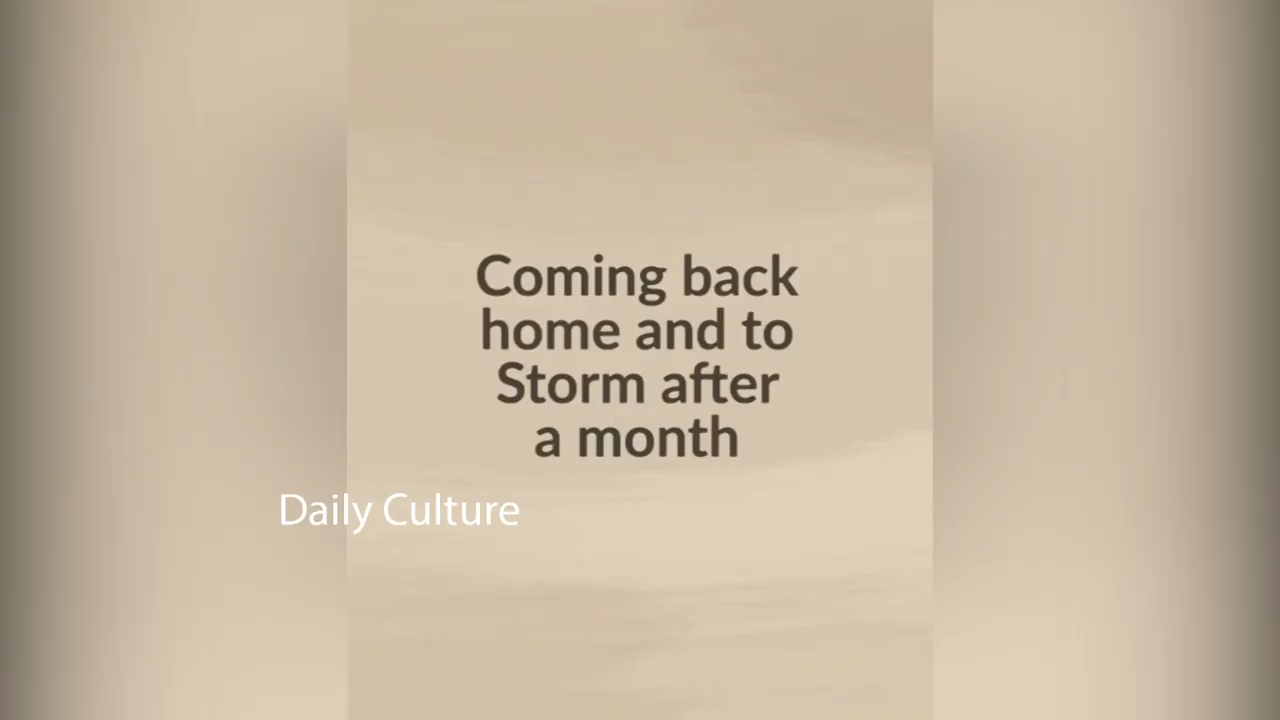 Coming back
home and to
Storm after
a month
Daily Culture